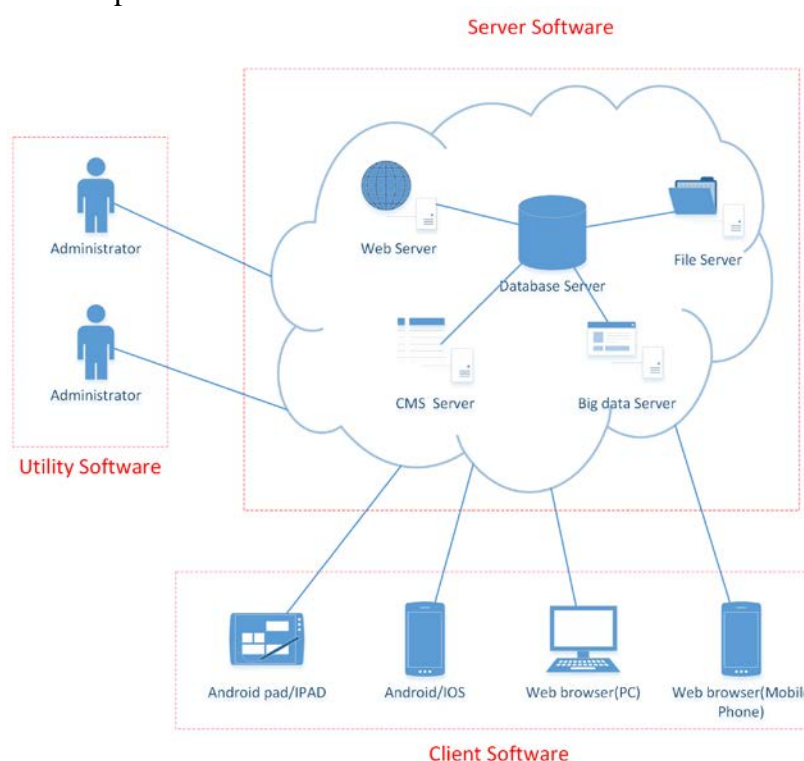 Server Software
Administrator
Web Server
File Server
Database Server
Administrator
CMS Server
Big data Server
Utility Software
Android pad/IPAD
Android/IOS
Web browser(PC)
Web browser(Mobile
Phone)
Client Software